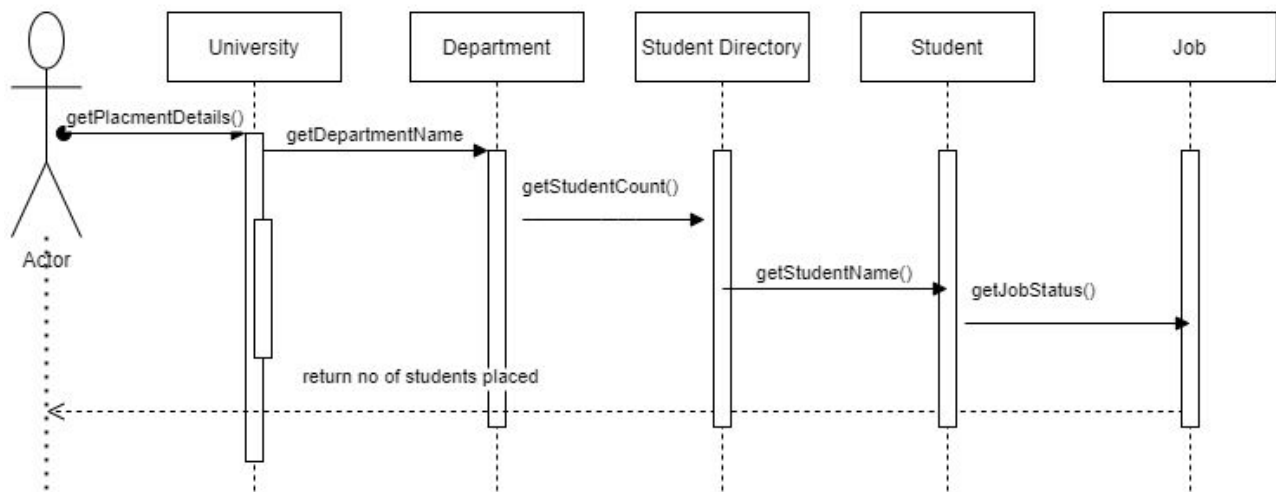 University
Department
Student Directory
Student
Job
getPlacmentDetails()
getDepartmentName
getStudentCount()
getStudentName()
getJobStatus()
Actor
return no of students placed